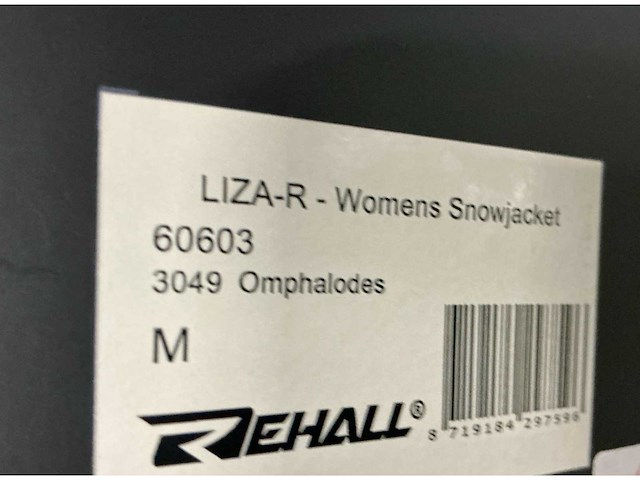 LIZA-R - Womens Snowjacket
60603
3049 Omphalodes
M
REHALL®
8 719184 297596